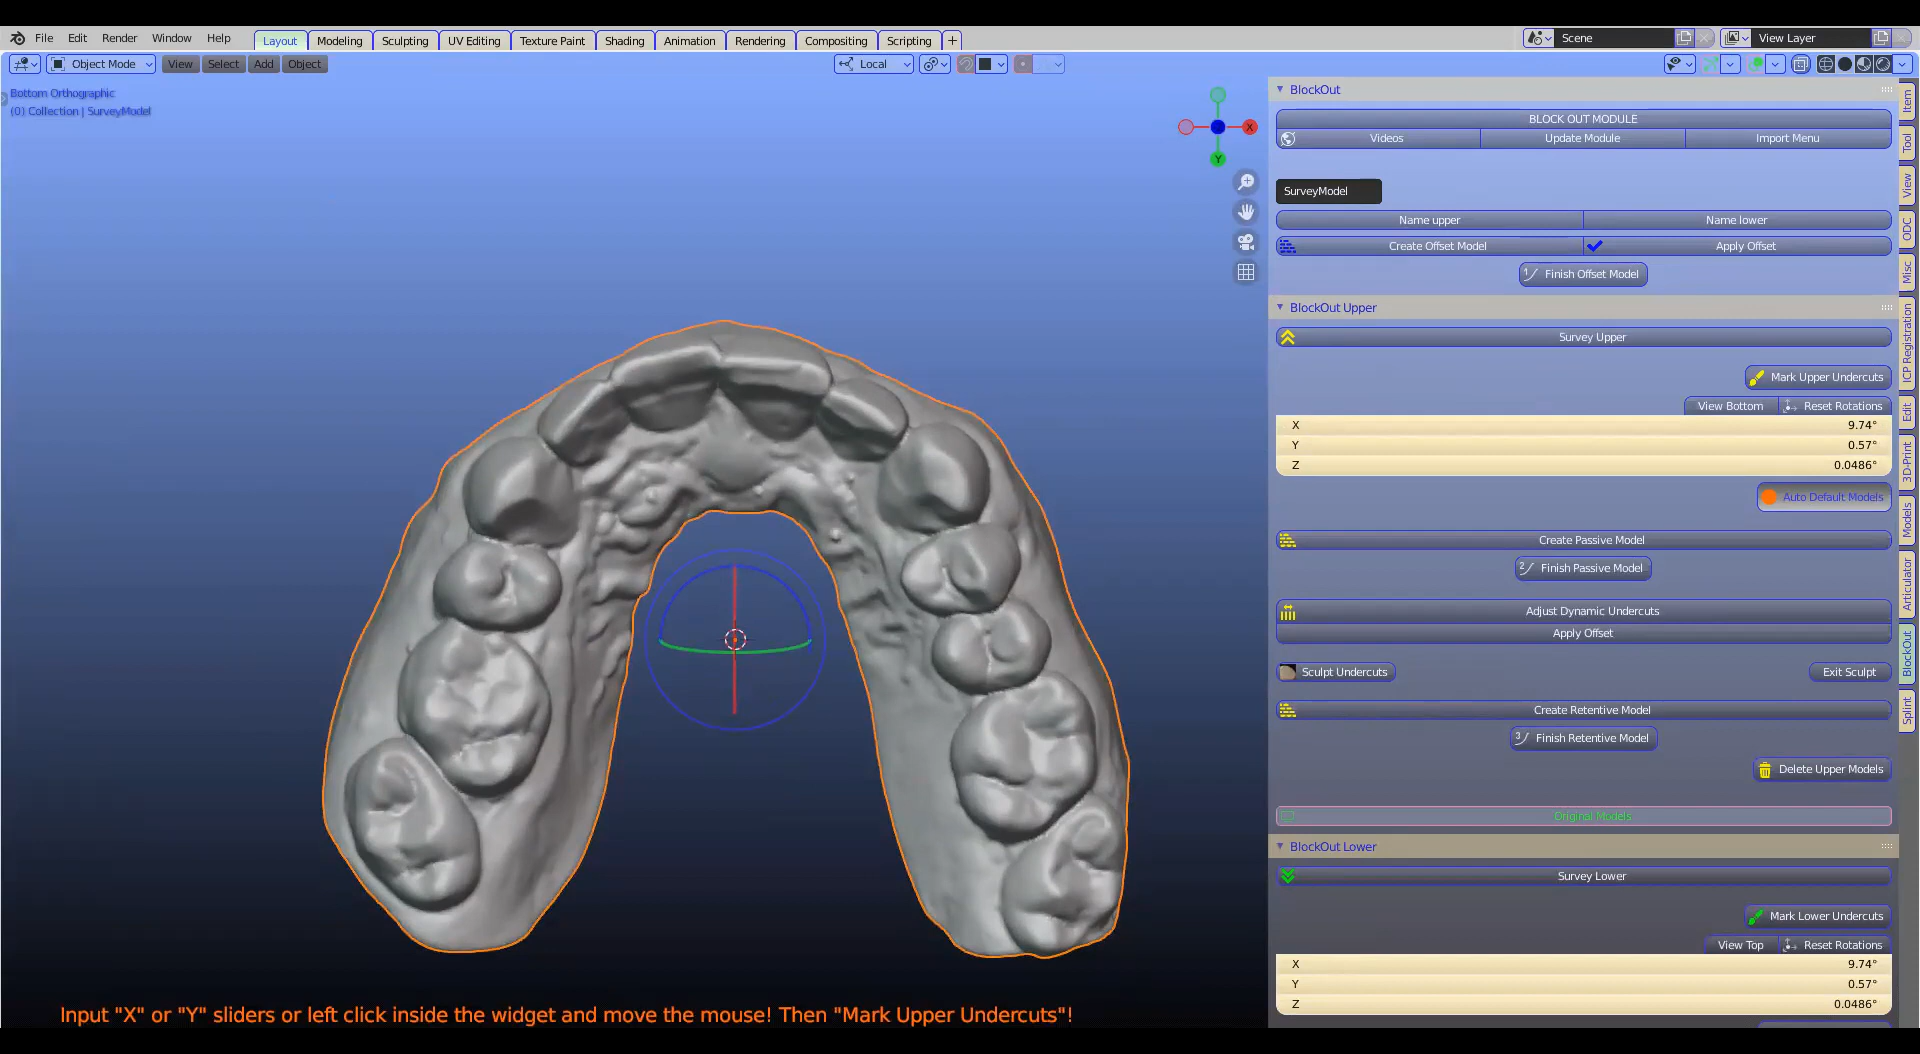 File Edit Render Window Help Layout Modeling Sculpting UV Editing Texture Paint Shading Animation Rendering Compositing Scripting + Scene View Layer
Object Mode View Select Add Object Local
Bottom Orthographic
(0) Collection | SurveyModel
X
Y
BlockOut
BLOCK OUT MODULE
Videos Update Module Import Menu
SurveyModel
Name upper Name lower
Create Offset Model Apply Offset
1 Finish Offset Model
BlockOut Upper
Survey Upper
Mark Upper Undercuts
View Bottom Reset Rotations
X 9.74°
Y 0.57°
Z 0.0486°
Auto Default Models
Create Passive Model
2 Finish Passive Model
Adjust Dynamic Undercuts
Apply Offset
Sculpt Undercuts Exit Sculpt
Create Retentive Model
3 Finish Retentive Model
Delete Upper Models
Original Models
BlockOut Lower
Survey Lower
Mark Lower Undercuts
View Top Reset Rotations
X 9.74°
Y 0.57°
Z 0.0486°
Item
Tool
View
ODC
Misc
ICP Registration
Edit
3D-Print
Models
Articulator
BlockOut
Splint
Input "X" or "Y" sliders or left click inside the widget and move the mouse! Then "Mark Upper Undercuts"!